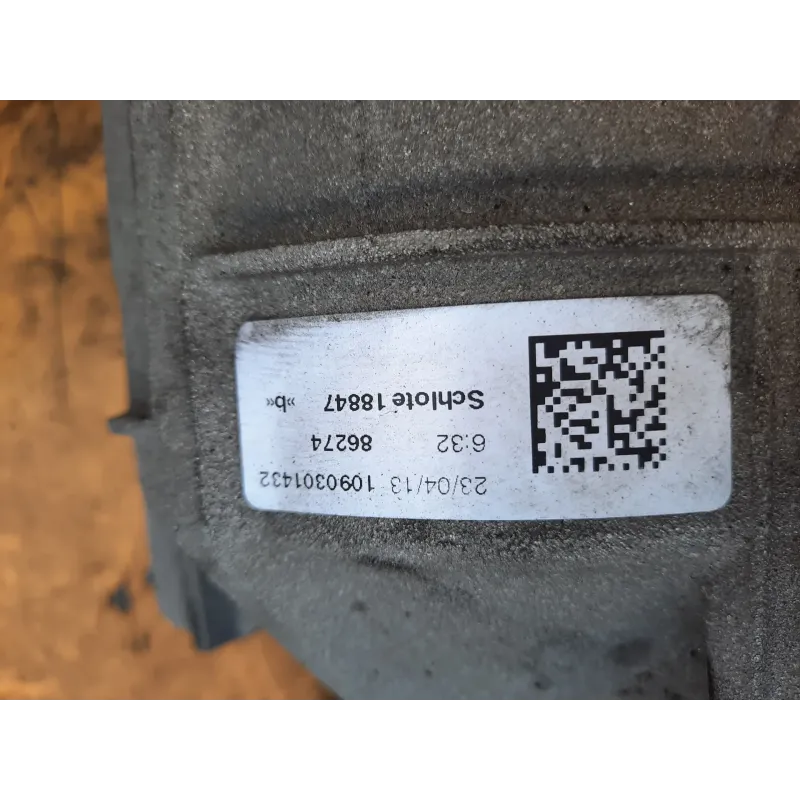 23/04/13 1090301432
6:32 86274
Schlote 18847
»b«